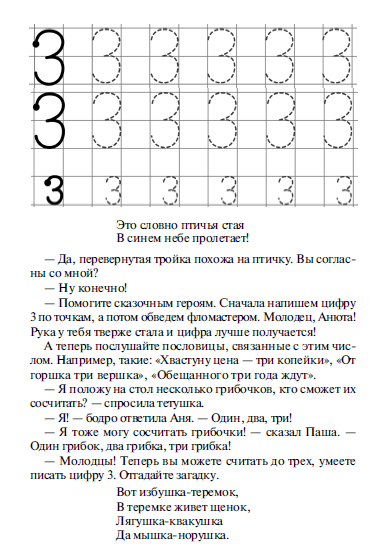 3 3 3 3 3 3
3 3 3 3 3 3
3 3 3 3 3 3
Это словно птичья стая
В синем небе пролетает!
— Да, перевернутая тройка похожа на птичку. Вы соглас-
ны со мной?
— Ну конечно!
— Помогите сказочным героям. Сначала напишем цифру
3 по точкам, а потом обведем фломастером. Молодец, Анюта!
Рука у тебя тверже стала и цифра лучше получается!
А теперь послушайте пословицы, связанные с этим чис-
лом. Например, такие: «Хвастуну цена — три копейки», «От
горшка три вершка», «Обещанного три года ждут».
— Я положу на стол несколько грибочков, кто сможет их
сосчитать? — спросила тетушка.
— Я! — бодро ответила Аня. — Один, два, три!
— Я тоже могу сосчитать грибочки! — сказал Паша. —
Один грибок, два грибка, три грибка!
— Молодцы! Теперь вы можете считать до трех, умеете
писать цифру 3. Отгадайте загадку.
Вот избушка-теремок,
В теремке живет щенок,
Лягушка-квакушка
Да мышка-норушка.